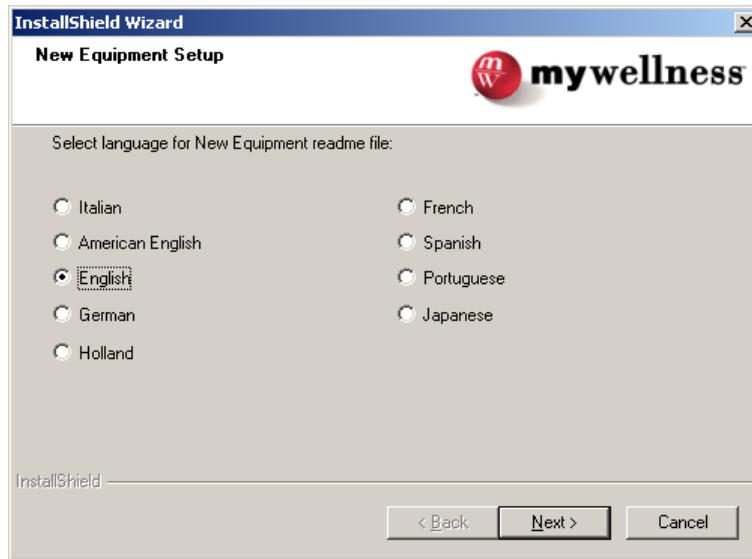 InstallShield Wizard
New Equipment Setup
mw mywellness
Select language for New Equipment readme file:
Italian
American English
English
German
Holland
French
Spanish
Portuguese
Japanese
InstallShield
< Back
Next >
Cancel